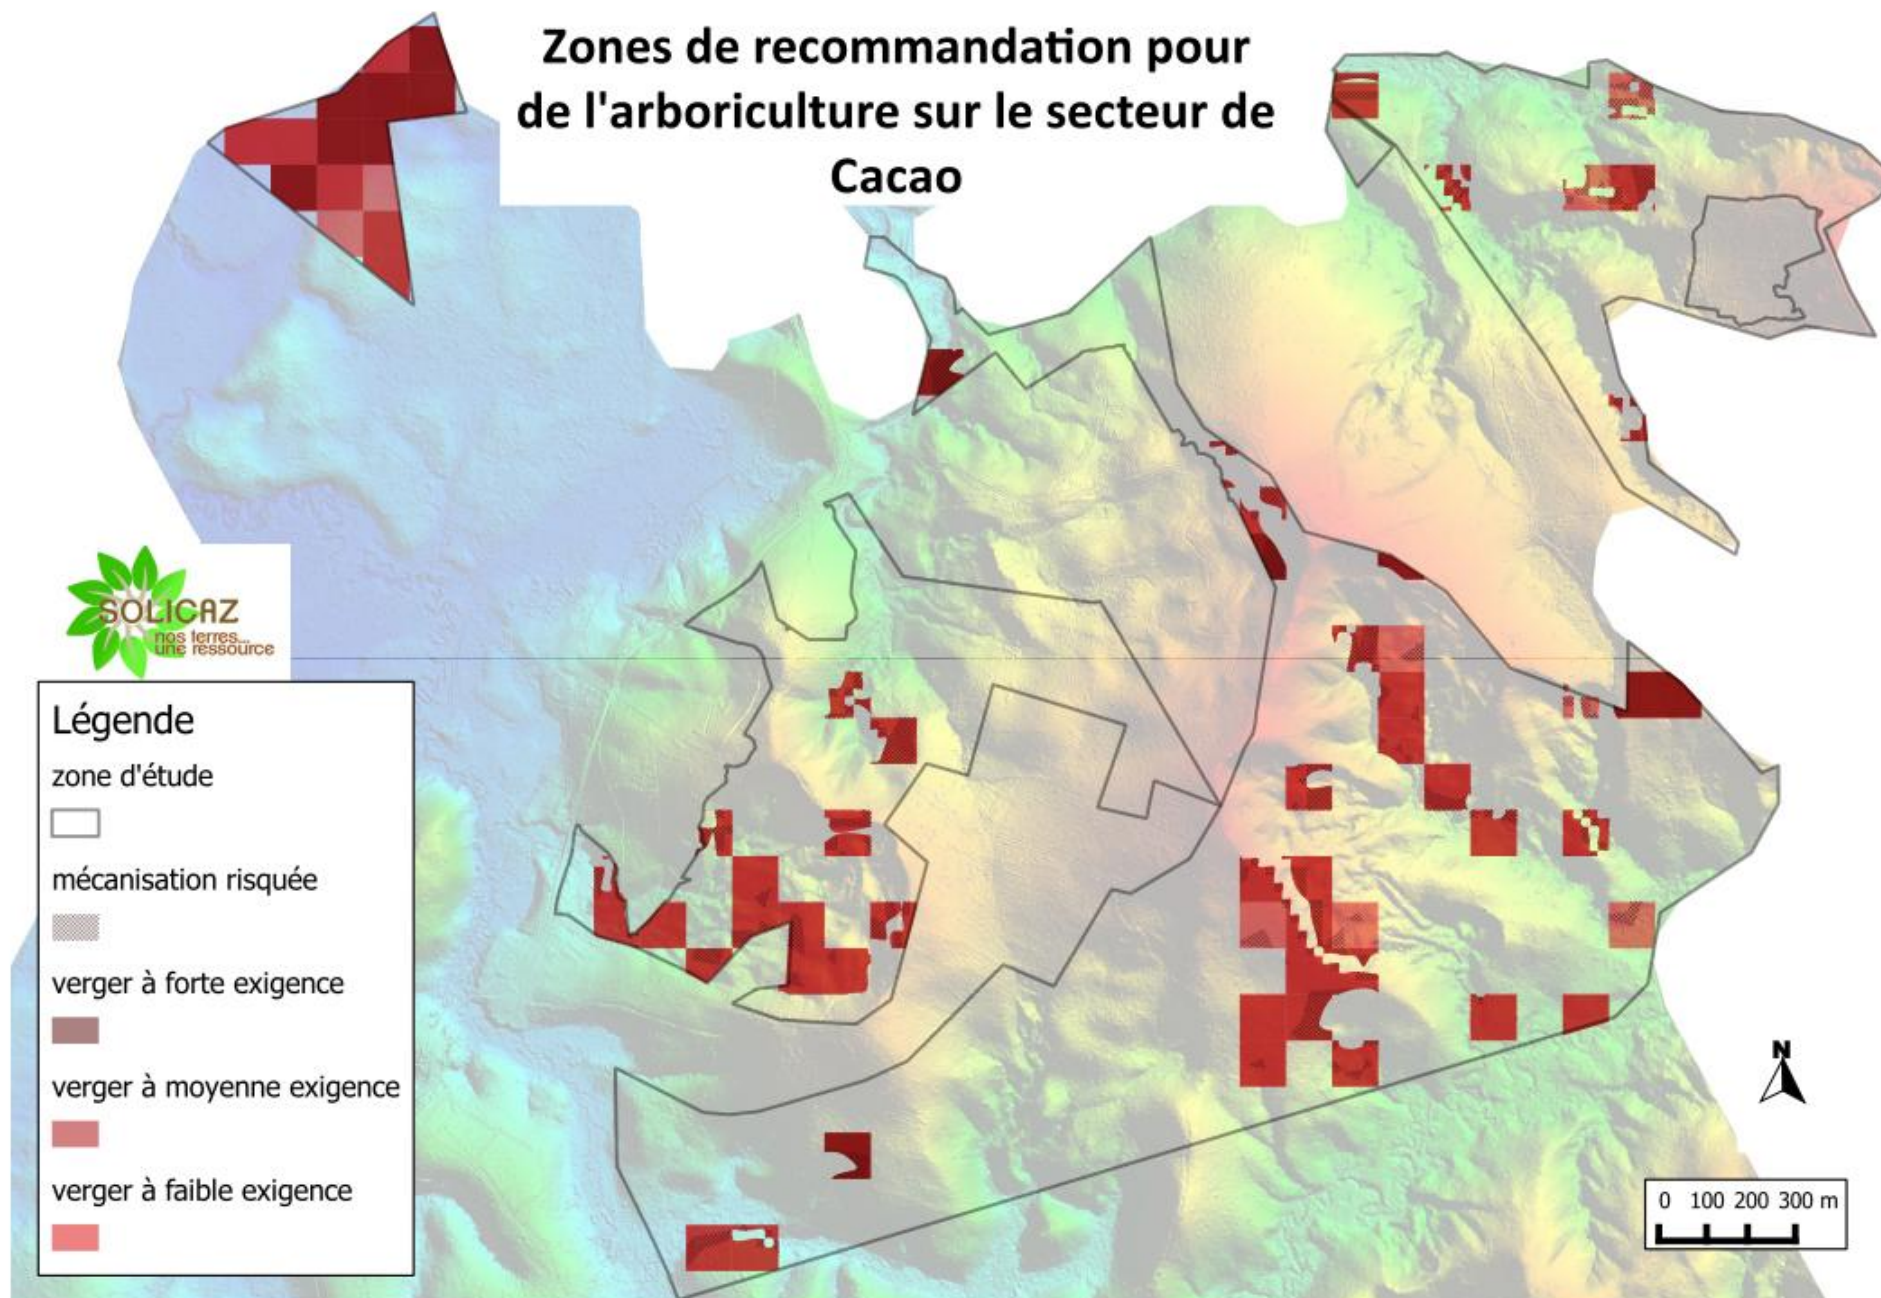 Zones de recommandation pour
de l'arboriculture sur le secteur de
Cacao
SOLICAZ
nos terres...
une ressource
Légende
zone d'étude
mécanisation risquée
verger à forte exigence
verger à moyenne exigence
verger à faible exigence
N
0 100 200 300 m